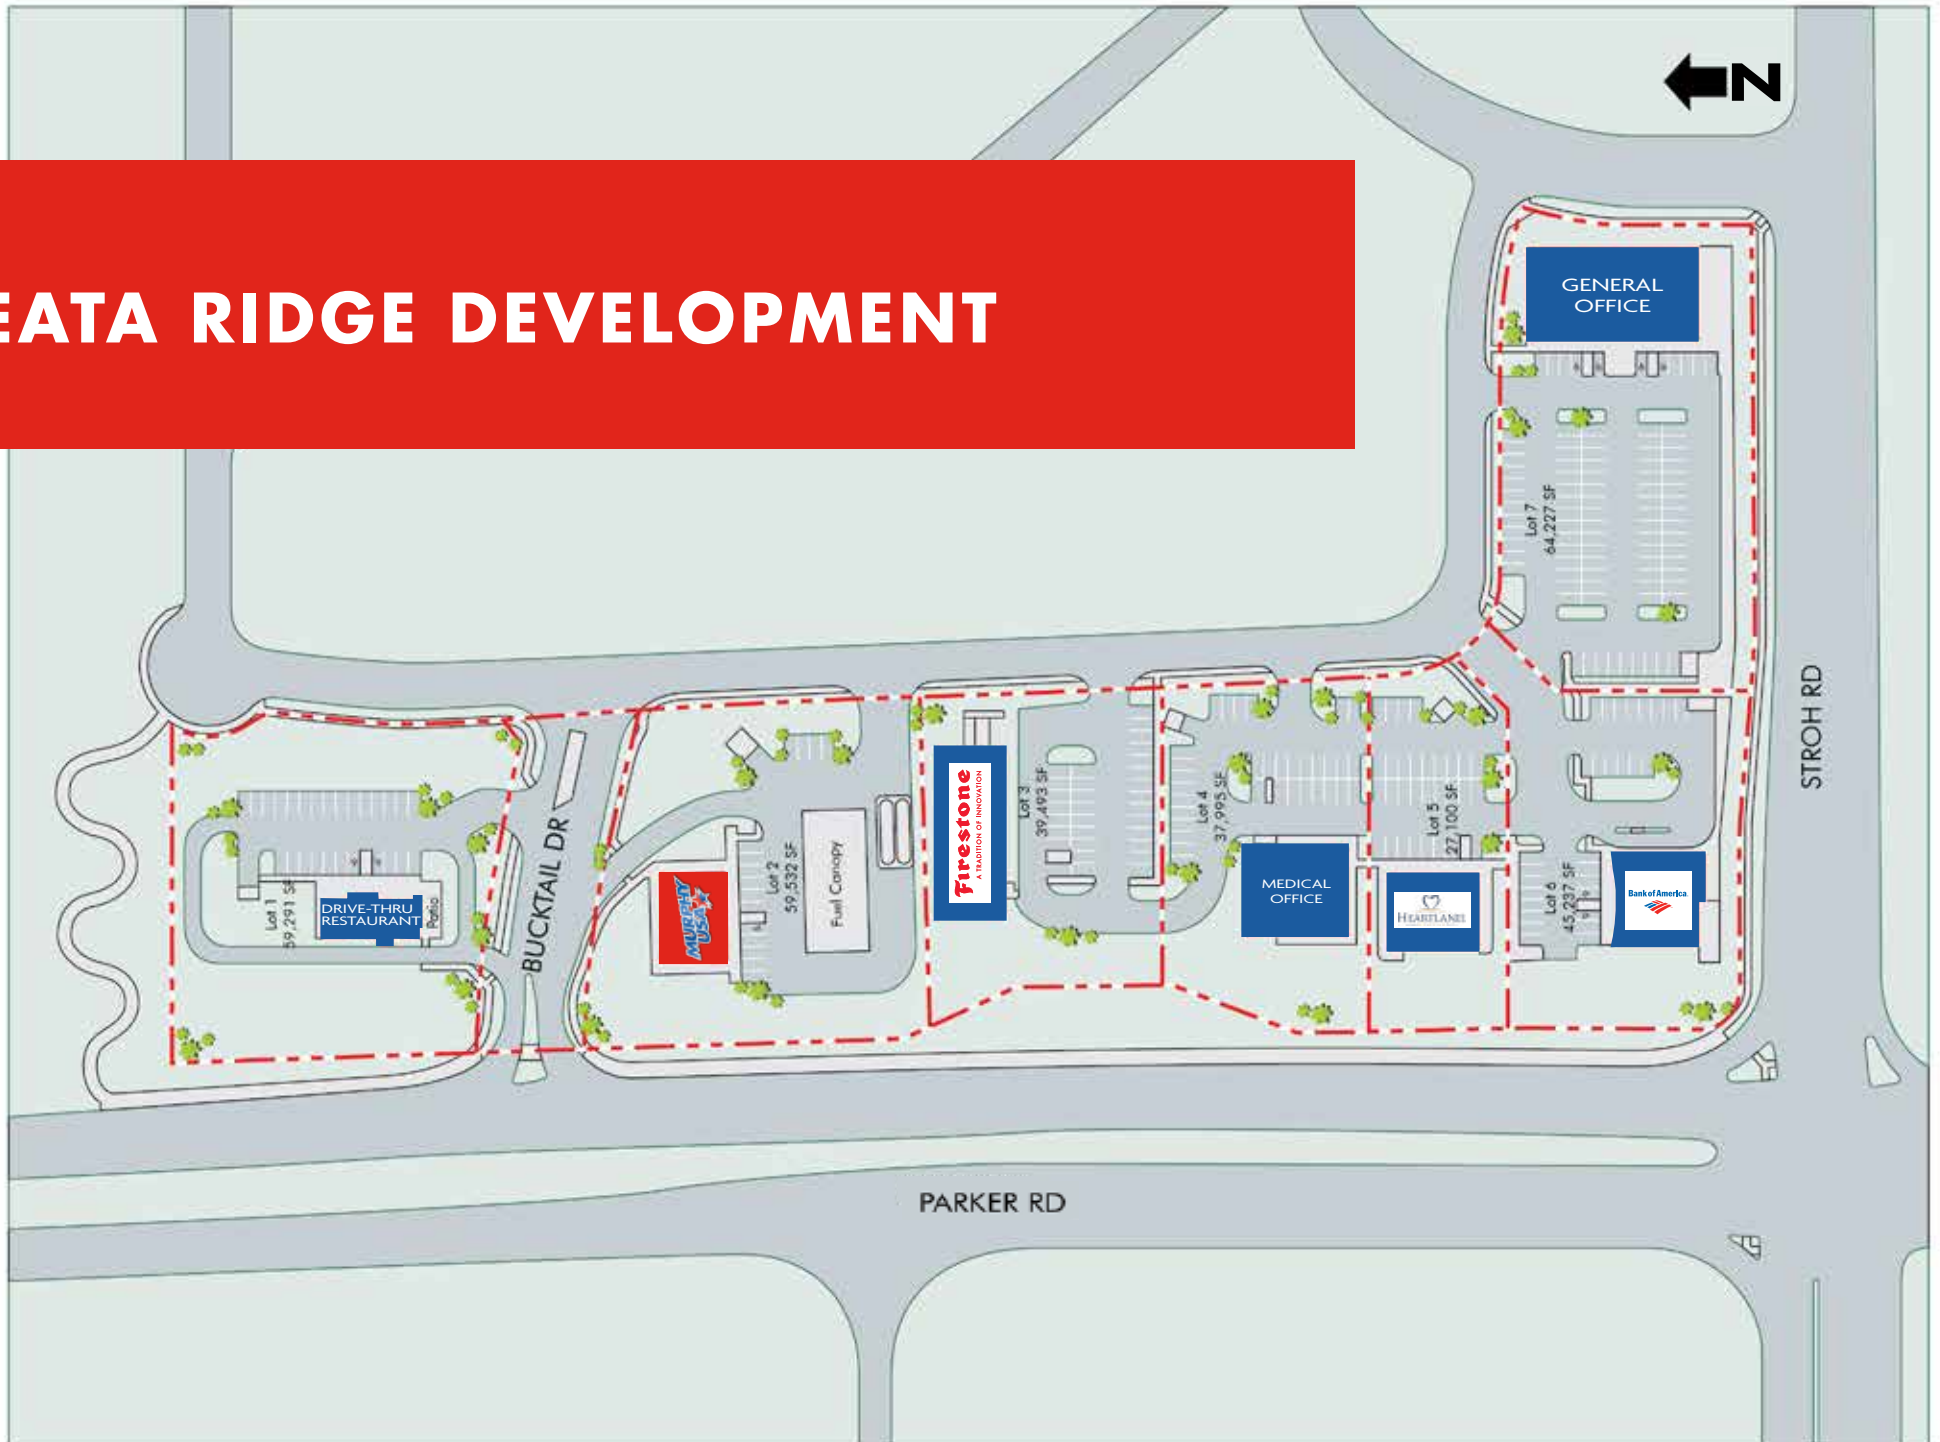 N
EATA RIDGE DEVELOPMENT
GENERAL
OFFICE
Lot 7
64,227 SF
STROH RD
Lot 1
59,291 SF
DRIVE-THRU
RESTAURANT
Patio
BUCKTAIL DR
MURPHY
USA
Lot 2
59,532 SF
Fuel Canopy
Firestone
A TRADITION OF INNOVATION
Lot 3
39,493 SF
Lot 4
37,995 SF
MEDICAL
OFFICE
Lot 5
27,100 SF
HEARTLAND
Lot 6
45,237 SF
Bank of America
PARKER RD